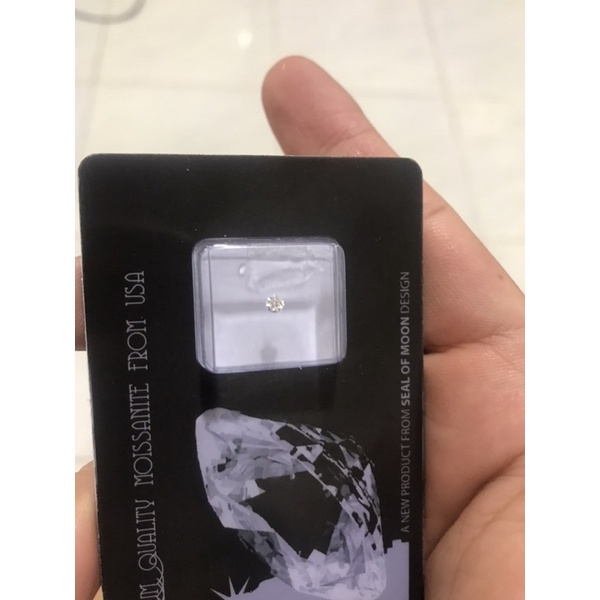 QUALITY MOISSANITE FROM USA
A NEW PRODUCT FROM SEAL OF MOON DESIGN